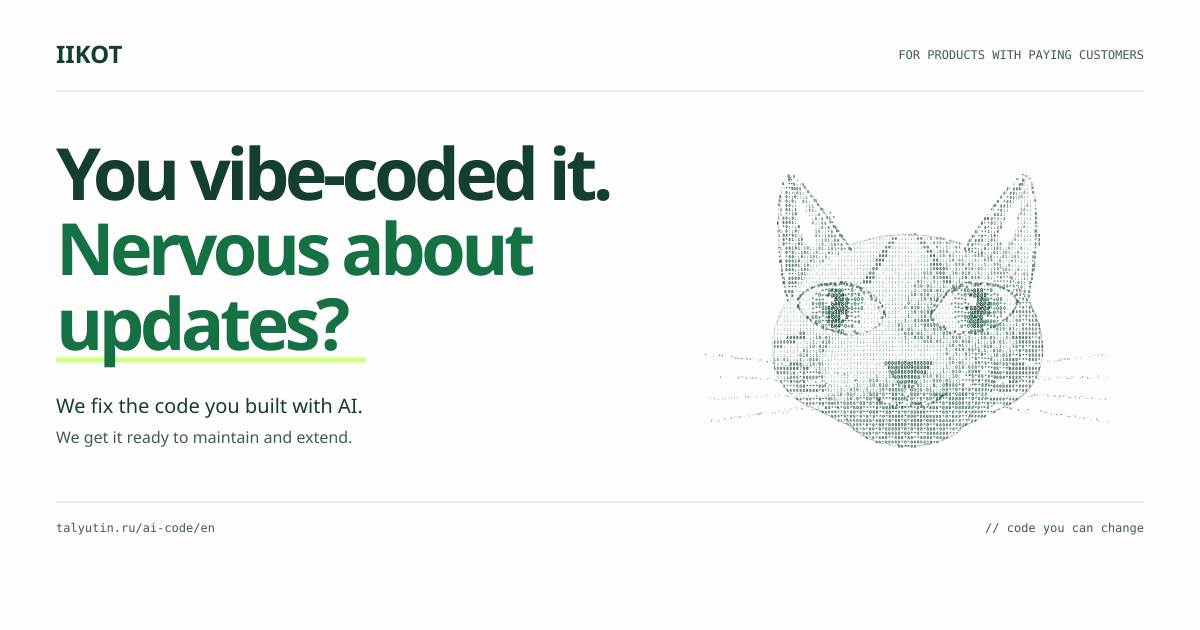 IIKOT
FOR PRODUCTS WITH PAYING CUSTOMERS
You vibe-coded it.
Nervous about
updates?
We fix the code you built with AI.
We get it ready to maintain and extend.
talyutin.ru/ai-code/en
// code you can change